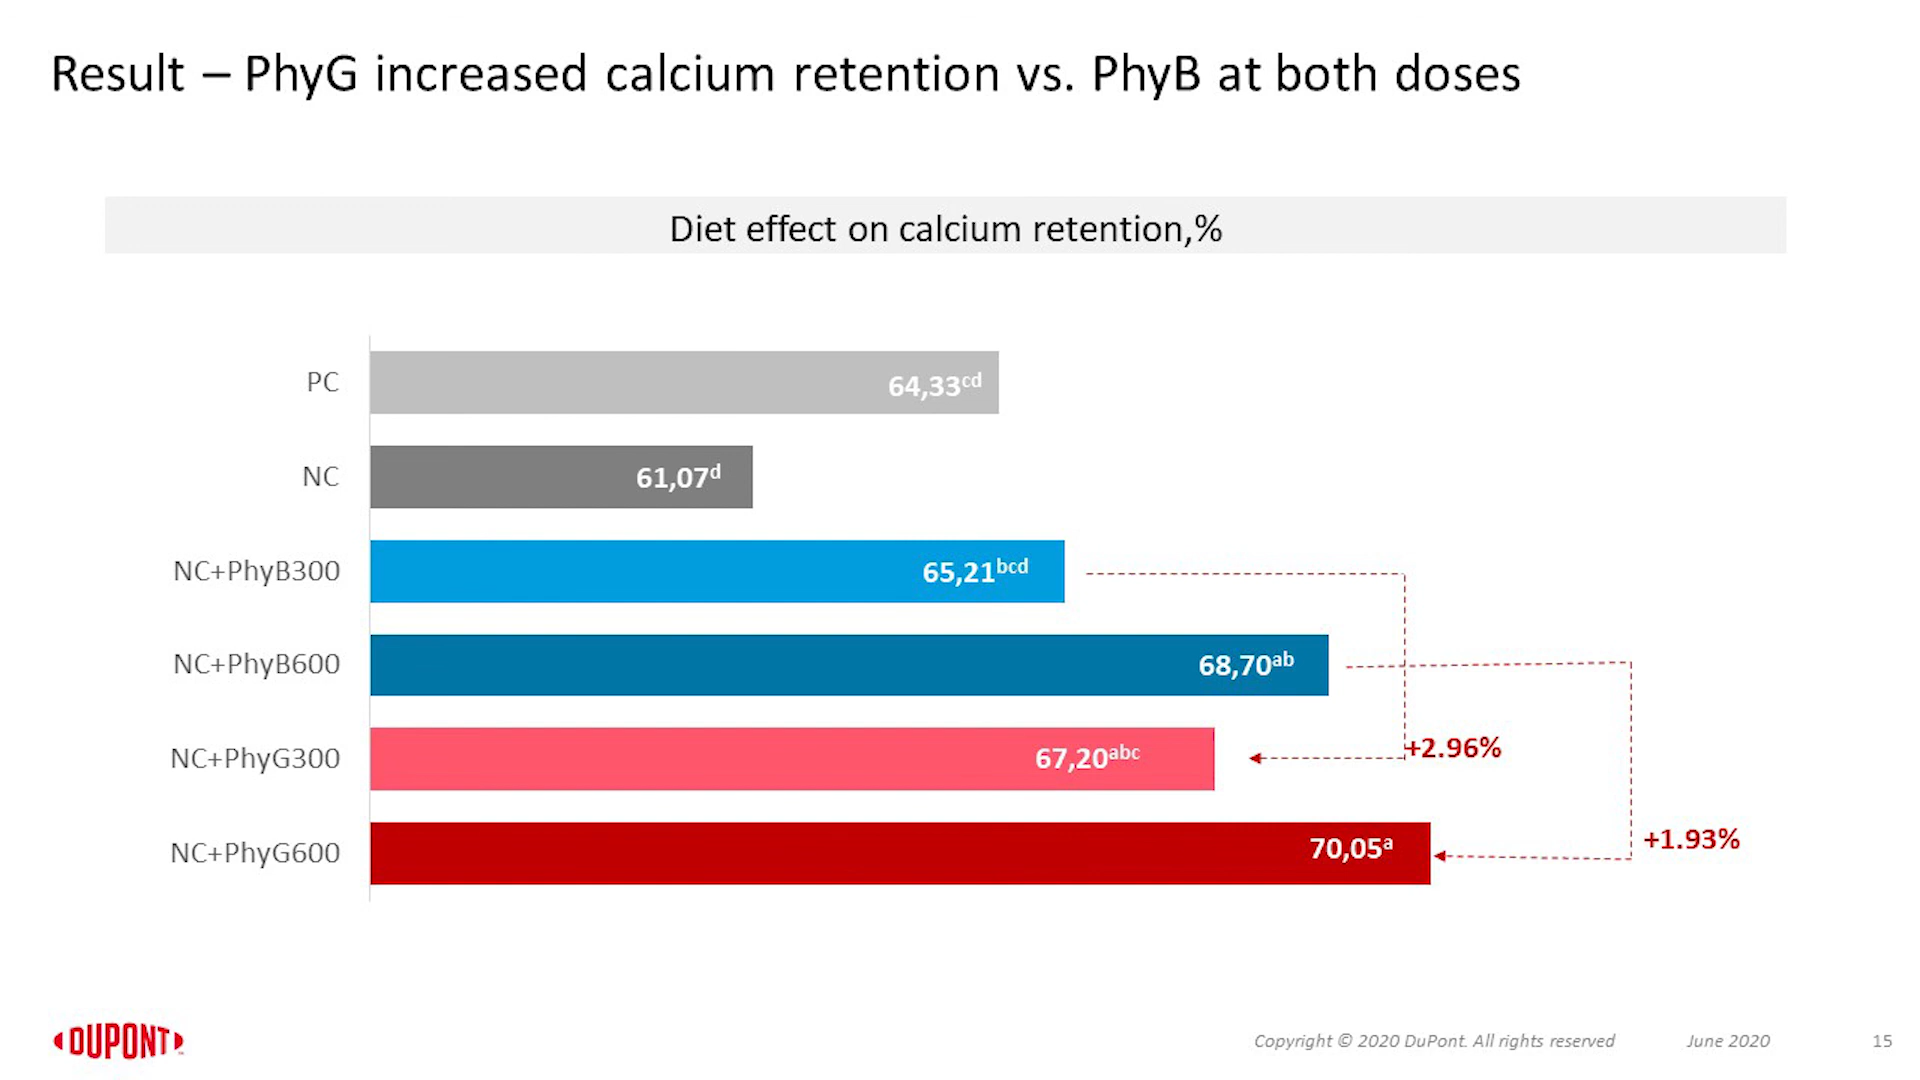 Result – PhyG increased calcium retention vs. PhyB at both doses
Diet effect on calcium retention,%
PC
64,33cd
NC
61,07d
NC+PhyB300
65,21bcd
NC+PhyB600
68,70ab
NC+PhyG300
67,20abc
+2.96%
NC+PhyG600
70,05a
+1.93%
DUPONT
Copyright © 2020 DuPont. All rights reserved
June 2020
15